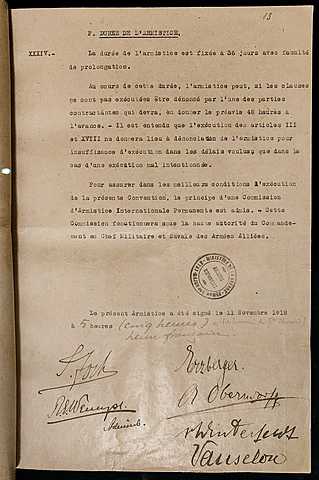 13
F. DURÉE DE L'ARMISTICE.
XXXIV.- La durée de l'armistice est fixée à 36 jours avec faculté
de prolongation.
Au cours de cette durée, l'armistice peut, si les clauses
ne sont pas exécutées être dénoncé par l'une des parties
contractantes qui devra en donner le préavis 48 heures à
l'avance. - Il est entendu que l'exécution des articles III
et XVIII ne donnera lieu à dénonciation de l'armistice pour
insuffisance d'exécution dans les délais voulus que dans le
cas d'une exécution mal intentionnée.
Pour assurer dans les meilleures conditions l'exécution
de la présente Convention, le principe d'une Commission
d'Armistice Internationale Permanente est admis. - Cette
Commission fonctionnera sous la haute autorité du Commande-
ment en Chef Militaire et Navale des Armées Alliées.
Le présent Armistice a été signé le 11 Novembre 1918
à 5 heures (cinq heures)
heure française
F. Foch
Erzberger
R.E. Wemyss
Admiral
A Oberndorff
v Winterfeldt
Vanselow